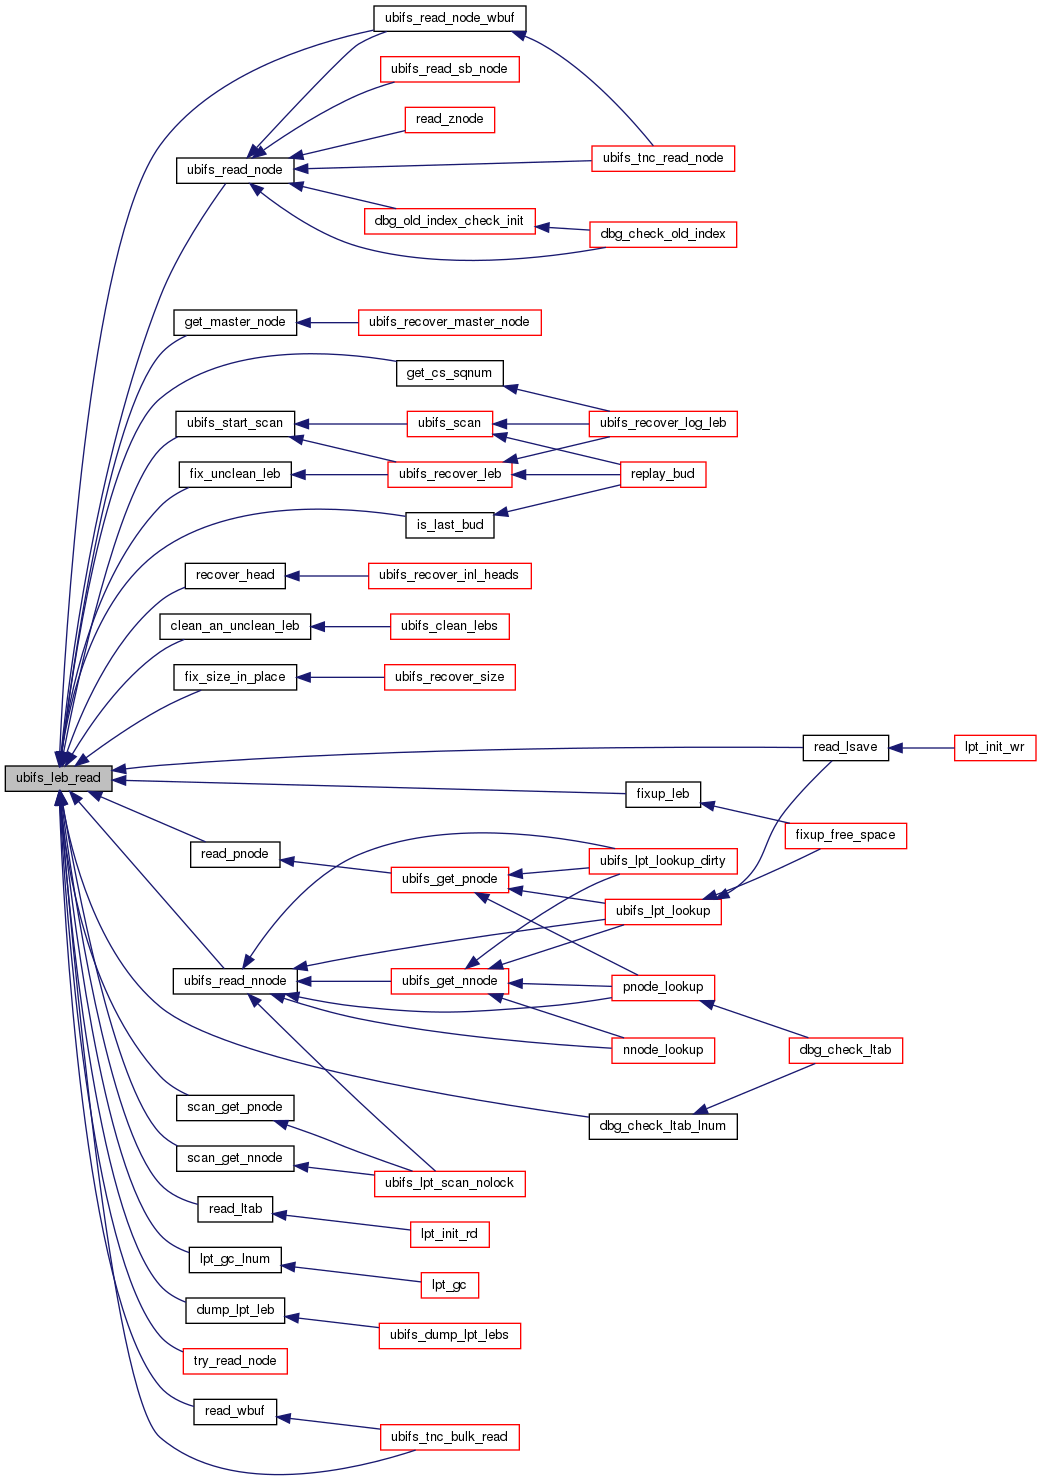 ubifs_read_node_wbuf
ubifs_read_sb_node
read_znode
ubifs_tnc_read_node
ubifs_read_node
dbg_old_index_check_init
dbg_check_old_index
get_master_node
ubifs_recover_master_node
get_cs_sqnum
ubifs_start_scan
ubifs_scan
ubifs_recover_log_leb
fix_unclean_leb
ubifs_recover_leb
replay_bud
is_last_bud
recover_head
ubifs_recover_inl_heads
clean_an_unclean_leb
ubifs_clean_lebs
fix_size_in_place
ubifs_recover_size
read_lsave
lpt_init_wr
ubifs_leb_read
fixup_leb
fixup_free_space
read_pnode
ubifs_lpt_lookup_dirty
ubifs_get_pnode
ubifs_lpt_lookup
ubifs_read_nnode
ubifs_get_nnode
pnode_lookup
nnode_lookup
dbg_check_ltab
scan_get_pnode
dbg_check_ltab_lnum
scan_get_nnode
ubifs_lpt_scan_nolock
read_ltab
lpt_init_rd
lpt_gc_lnum
lpt_gc
dump_lpt_leb
ubifs_dump_lpt_lebs
try_read_node
read_wbuf
ubifs_tnc_bulk_read